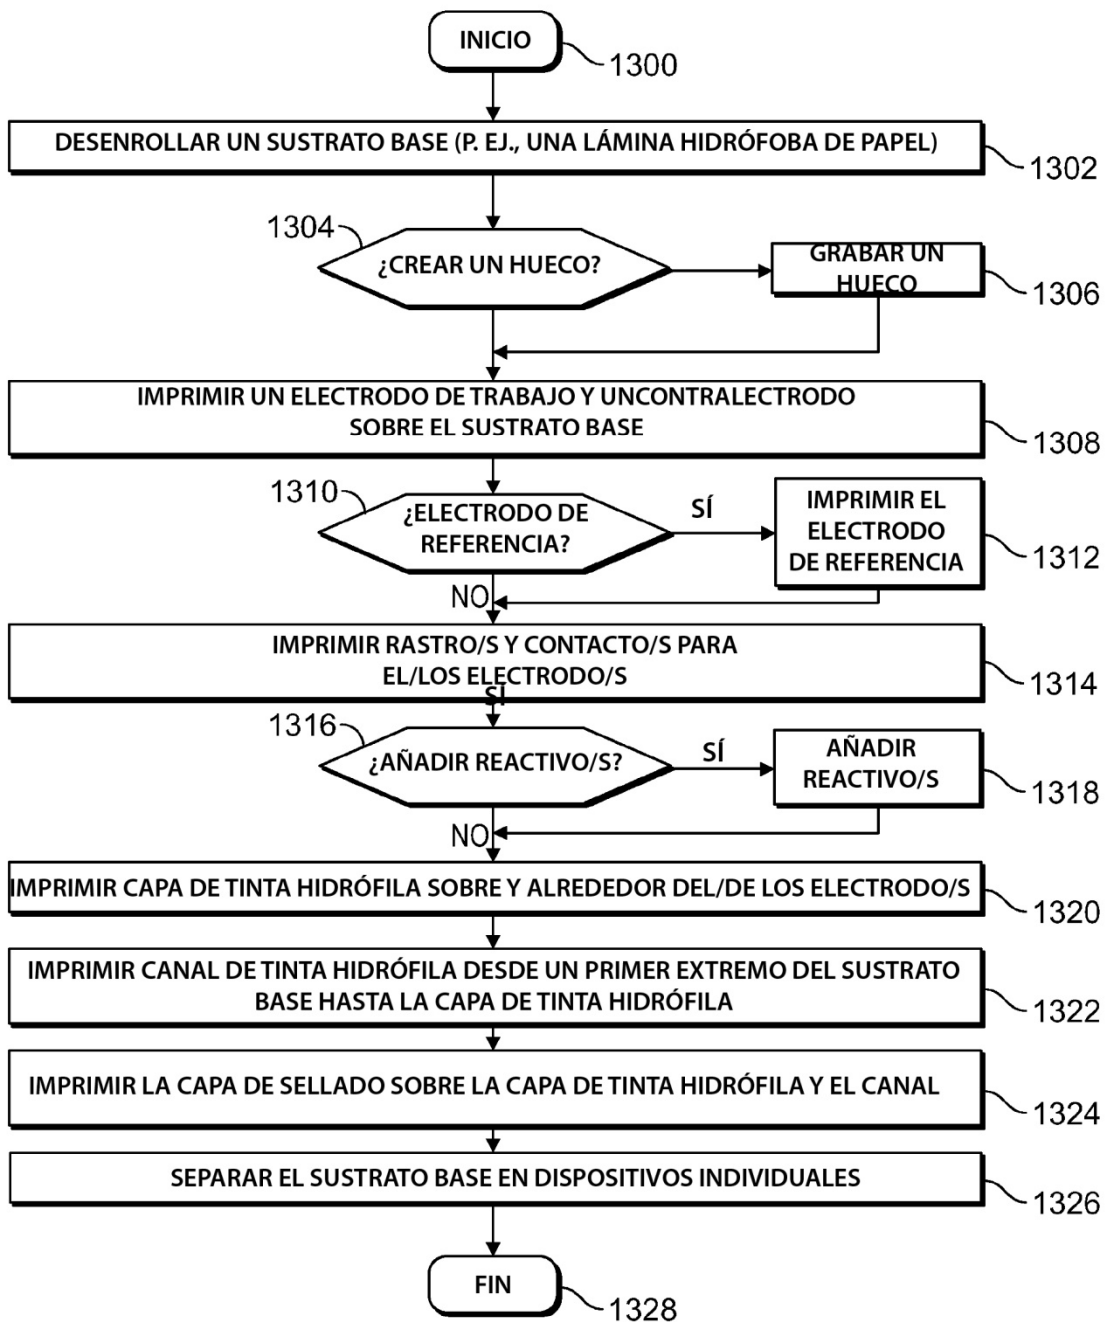 INICIO
1300
DESENROLLAR UN SUSTRATO BASE (P. EJ., UNA LÁMINA HIDRÓFOBA DE PAPEL)
1302
1304
¿CREAR UN HUECO?
GRABAR UN
HUECO
1306
IMPRIMIR UN ELECTRODO DE TRABAJO Y UNCONTRALECTRODO
SOBRE EL SUSTRATO BASE
1308
1310
¿ELECTRODO DE
REFERENCIA?
SÍ
IMPRIMIR EL
ELECTRODO
DE REFERENCIA
1312
NO
IMPRIMIR RASTRO/S Y CONTACTO/S PARA
EL/LOS ELECTRODO/S
1314
SÍ
1316
¿AÑADIR REACTIVO/S?
SÍ
AÑADIR
REACTIVO/S
1318
NO
IMPRIMIR CAPA DE TINTA HIDRÓFILA SOBRE Y ALREDEDOR DEL/DE LOS ELECTRODO/S
1320
IMPRIMIR CANAL DE TINTA HIDRÓFILA DESDE UN PRIMER EXTREMO DEL SUSTRATO
BASE HASTA LA CAPA DE TINTA HIDRÓFILA
1322
IMPRIMIR LA CAPA DE SELLADO SOBRE LA CAPA DE TINTA HIDRÓFILA Y EL CANAL
1324
SEPARAR EL SUSTRATO BASE EN DISPOSITIVOS INDIVIDUALES
1326
FIN
1328